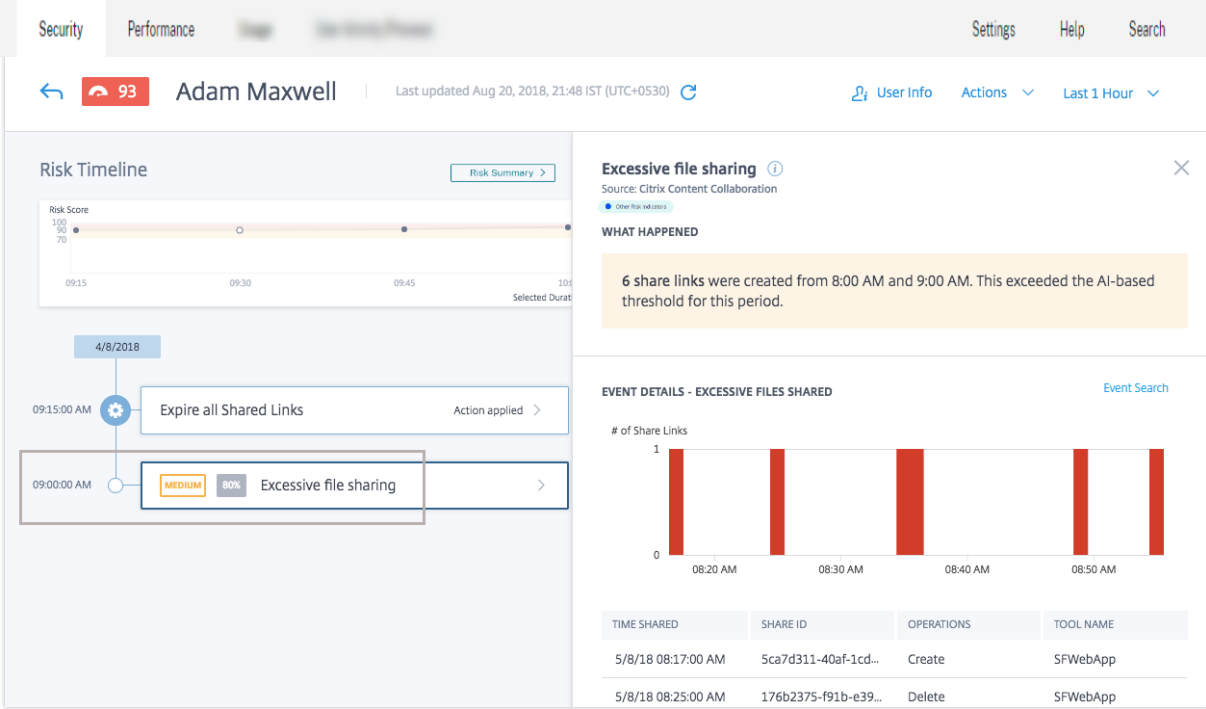 Security Performance Settings Help Search
93 Adam Maxwell Last updated Aug 20, 2018, 21:48 IST (UTC+0530) User Info Actions Last 1 Hour
Risk Timeline Risk Summary >
Risk Score
100
90
70
09:15 09:30 09:45 10:0
Selected Durati
4/8/2018
09:15:00 AM Expire all Shared Links Action applied
09:00:00 AM MEDIUM 80% Excessive file sharing
Excessive file sharing
Source: Citrix Content Collaboration
Other Risk Indicators
WHAT HAPPENED
6 share links were created from 8:00 AM and 9:00 AM. This exceeded the AI-based
threshold for this period.
EVENT DETAILS - EXCESSIVE FILES SHARED Event Search
# of Share Links
1
0
08:20 AM 08:30 AM 08:40 AM 08:50 AM
TIME SHARED SHARE ID OPERATIONS TOOL NAME
5/8/18 08:17:00 AM 5ca7d311-40af-1cd... Create SFWebApp
5/8/18 08:25:00 AM 176b2375-f91b-e39... Delete SFWebApp